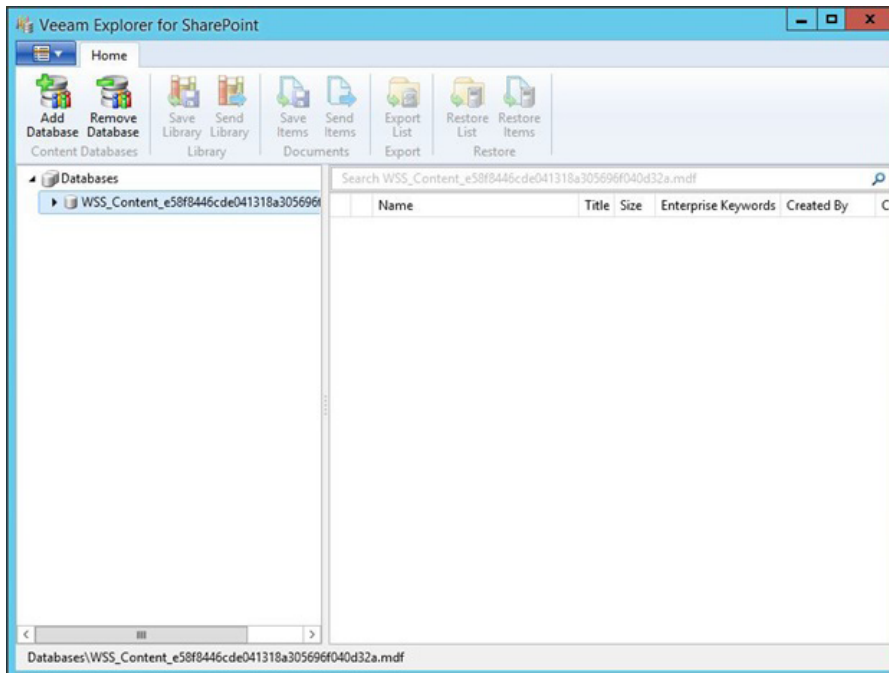 Veeam Explorer for SharePoint
Home
Add Database
Remove Database
Save Library
Send Library
Save Items
Send Items
Export List
Restore List
Restore Items
Content Databases
Library
Documents
Export
Restore
Databases
Search WSS_Content_e58f8446cde041318a305696f040d32a.mdf
WSS_Content_e58f8446cde041318a305696f
Name Title Size Enterprise Keywords Created By C
Databases\WSS_Content_e58f8446cde041318a305696f040d32a.mdf